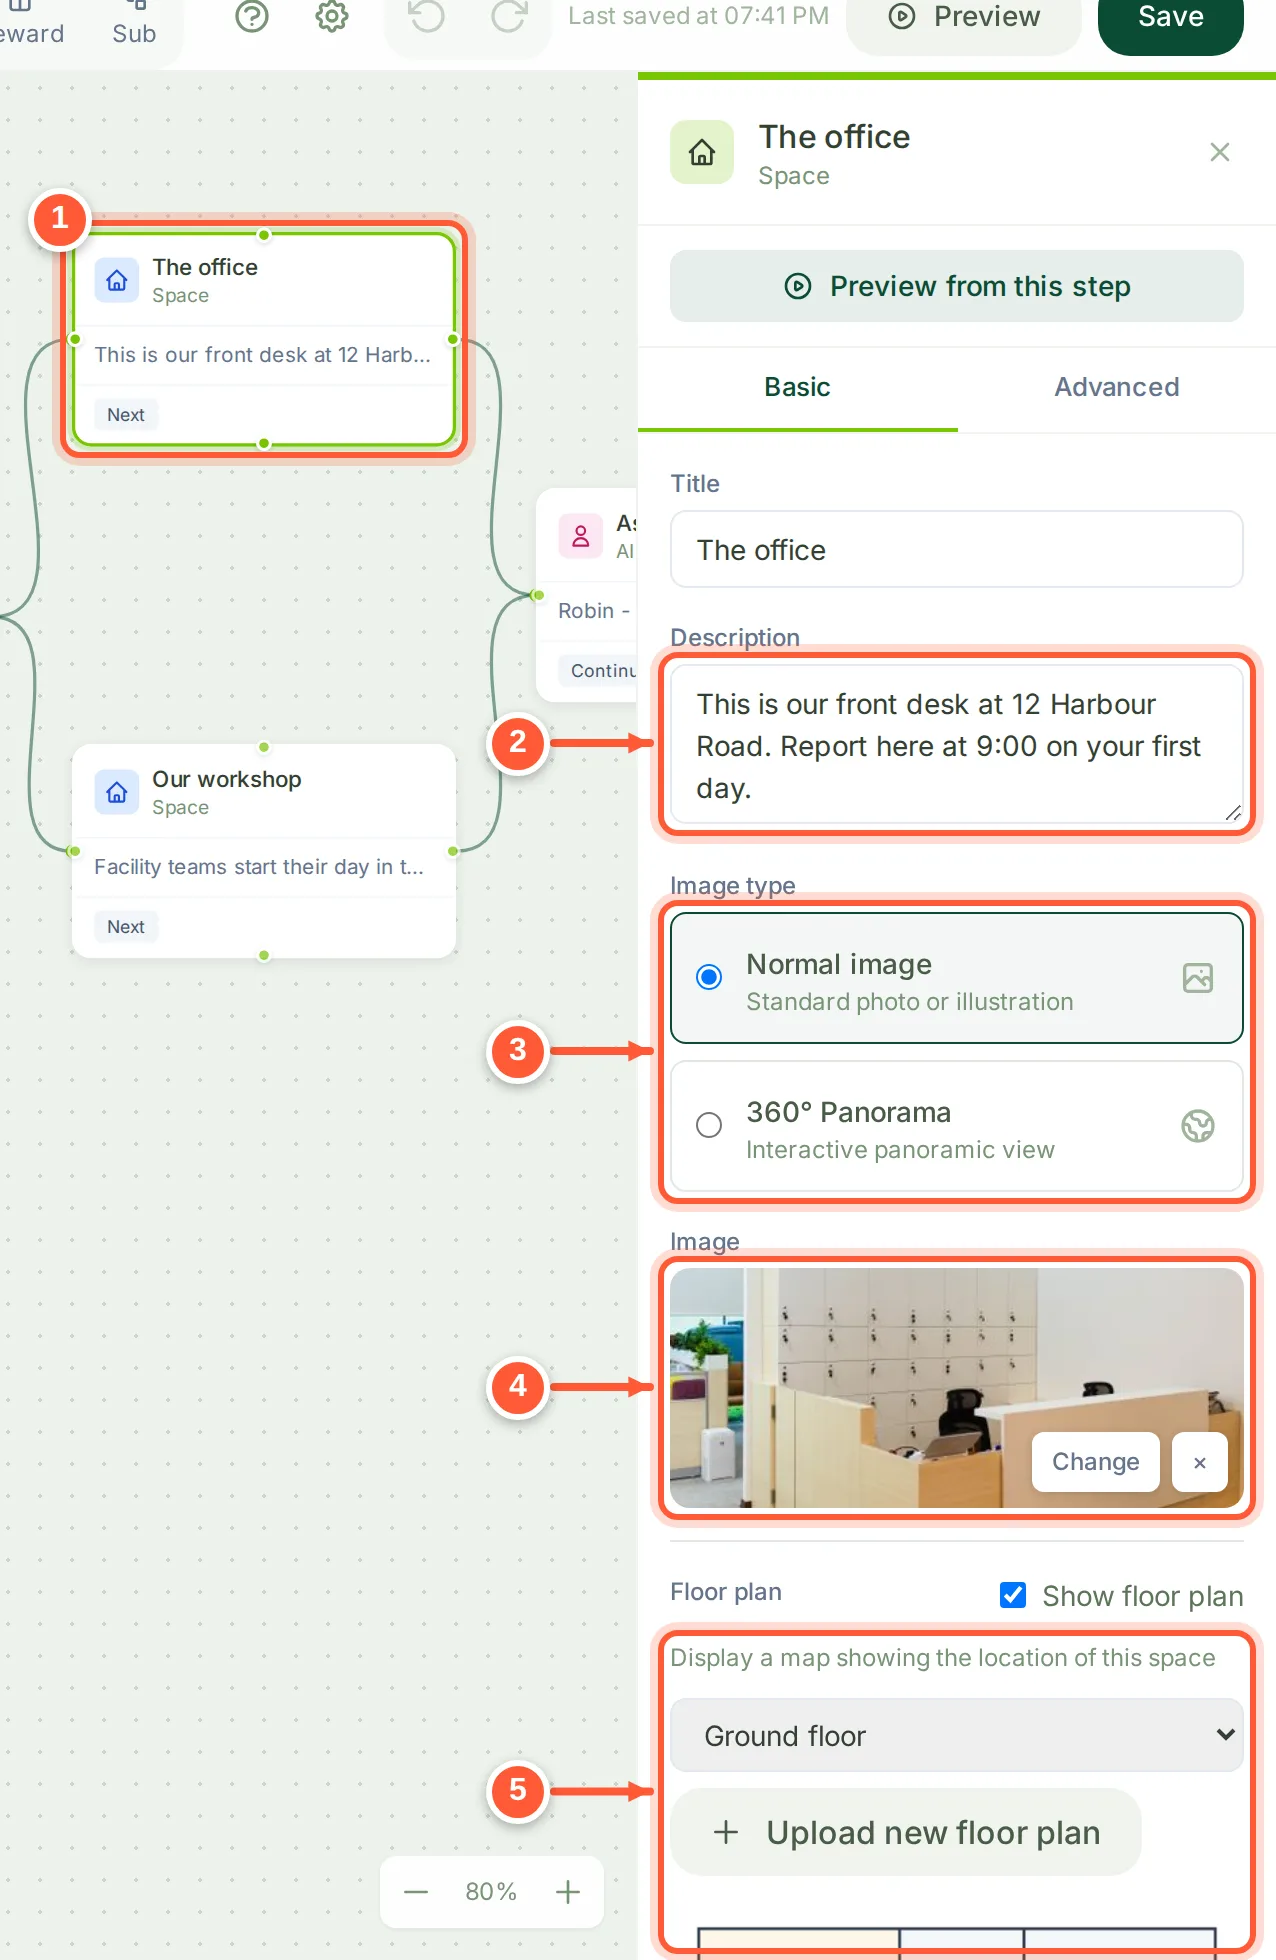 eward
Sub
Last saved at 07:41 PM
Preview
Save
1
The office
Space
This is our front desk at 12 Harb...
Next
As
AI
Robin -
Continu
Our workshop
Space
Facility teams start their day in t...
Next
80%
The office
Space
Preview from this step
Basic
Advanced
Title
The office
Description
2
This is our front desk at 12 Harbour
Road. Report here at 9:00 on your first
day.
Image type
3
Normal image
Standard photo or illustration
360° Panorama
Interactive panoramic view
Image
4
Change
Floor plan
Show floor plan
Display a map showing the location of this space
5
Ground floor
Upload new floor plan